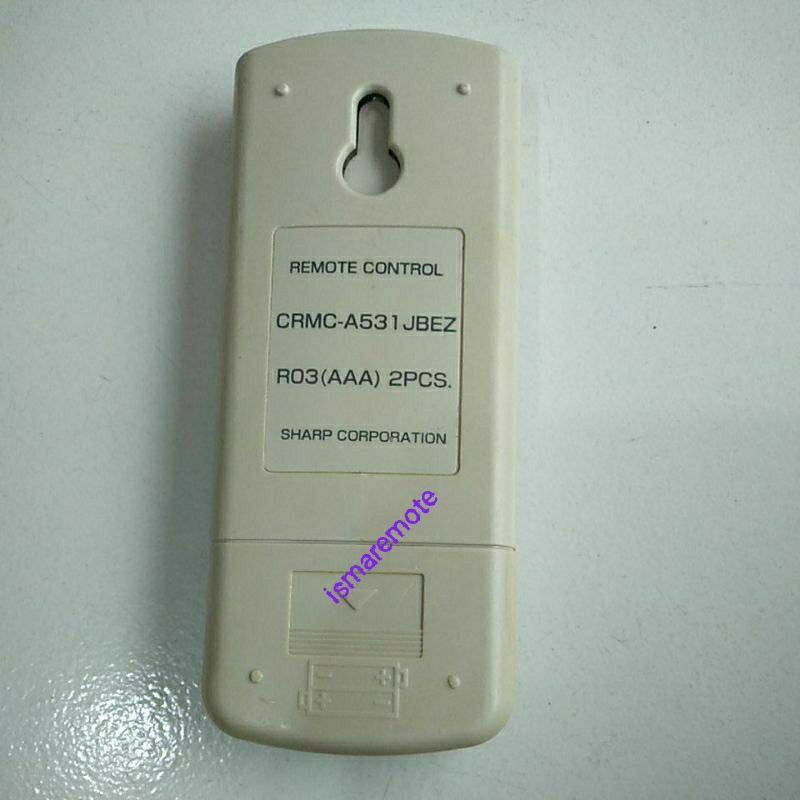 REMOTE CONTROL
CRMC-A531JBEZ
R03(AAA) 2PCS.
SHARP CORPORATION
ismaremote